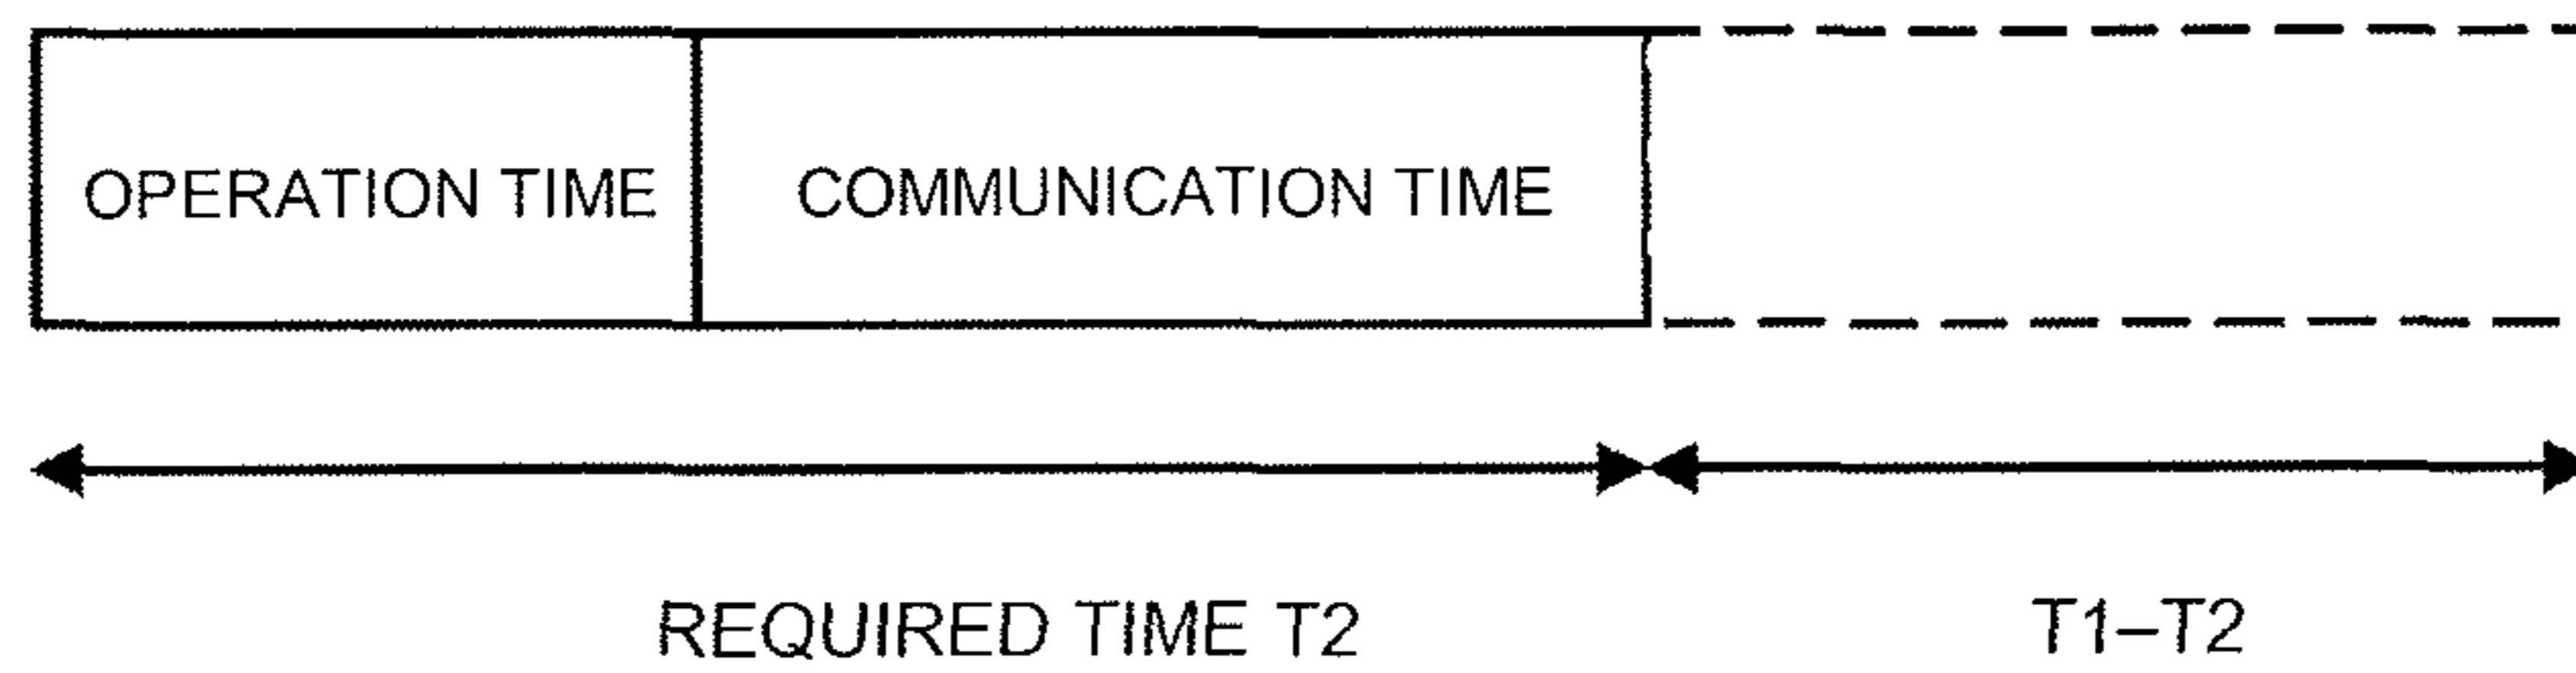 OPERATION TIME COMMUNICATION TIME
REQUIRED TIME T2 T1–T2